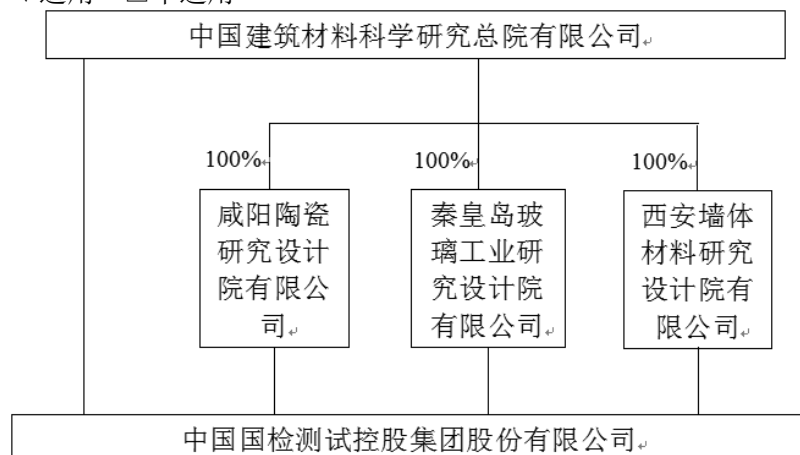 中国建筑材料科学研究总院有限公司
100%
100%
100%
咸阳陶瓷
研究设计
院有限公
司
秦皇岛玻
璃工业研
究设计院
有限公司
西安墙体
材料研究
设计院有
限公司
中国国检测试控股集团股份有限公司